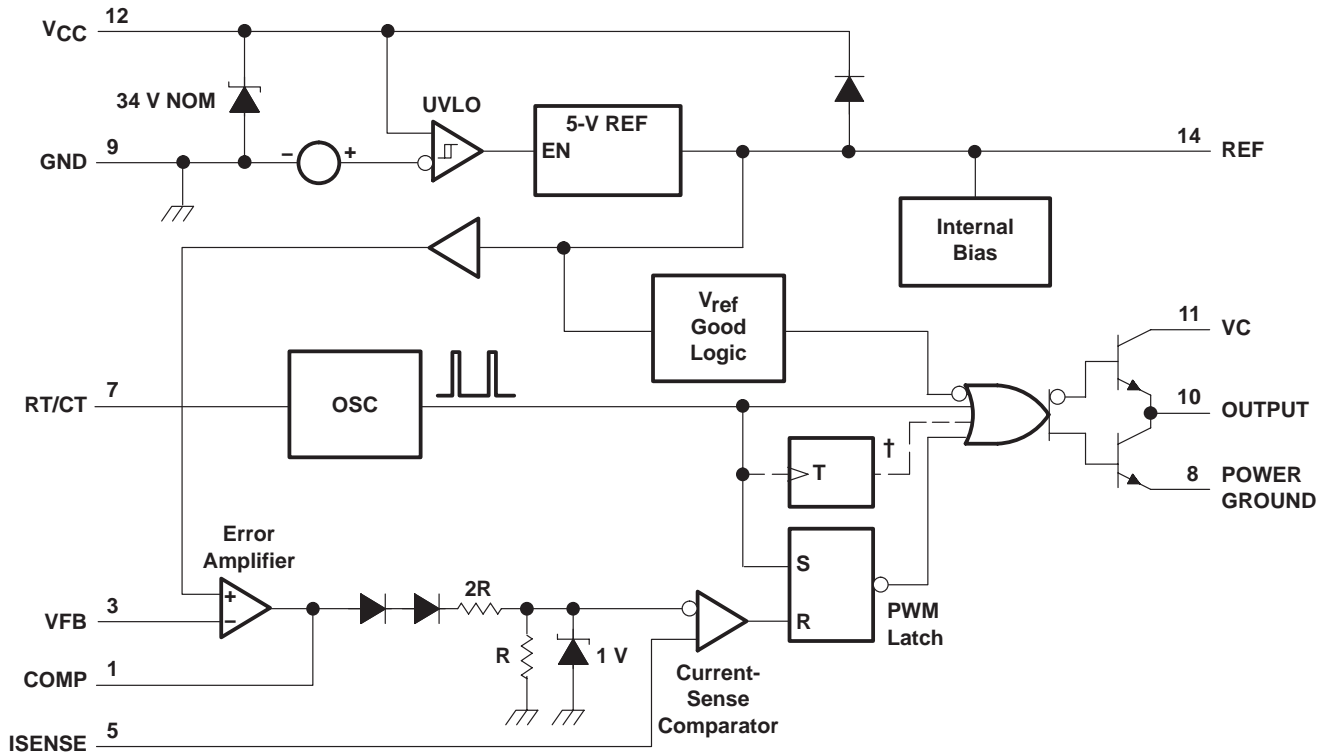 12
VCC
34 V NOM
UVLO
5-V REF
EN
9
GND
14
REF
Internal
Bias
Vref
Good
Logic
11
VC
7
RT/CT
OSC
10
OUTPUT
†
T
8
POWER
GROUND
Error
Amplifier
S
2R
3
VFB
R
PWM
Latch
R
1 V
1
COMP
Current-
Sense
Comparator
5
ISENSE